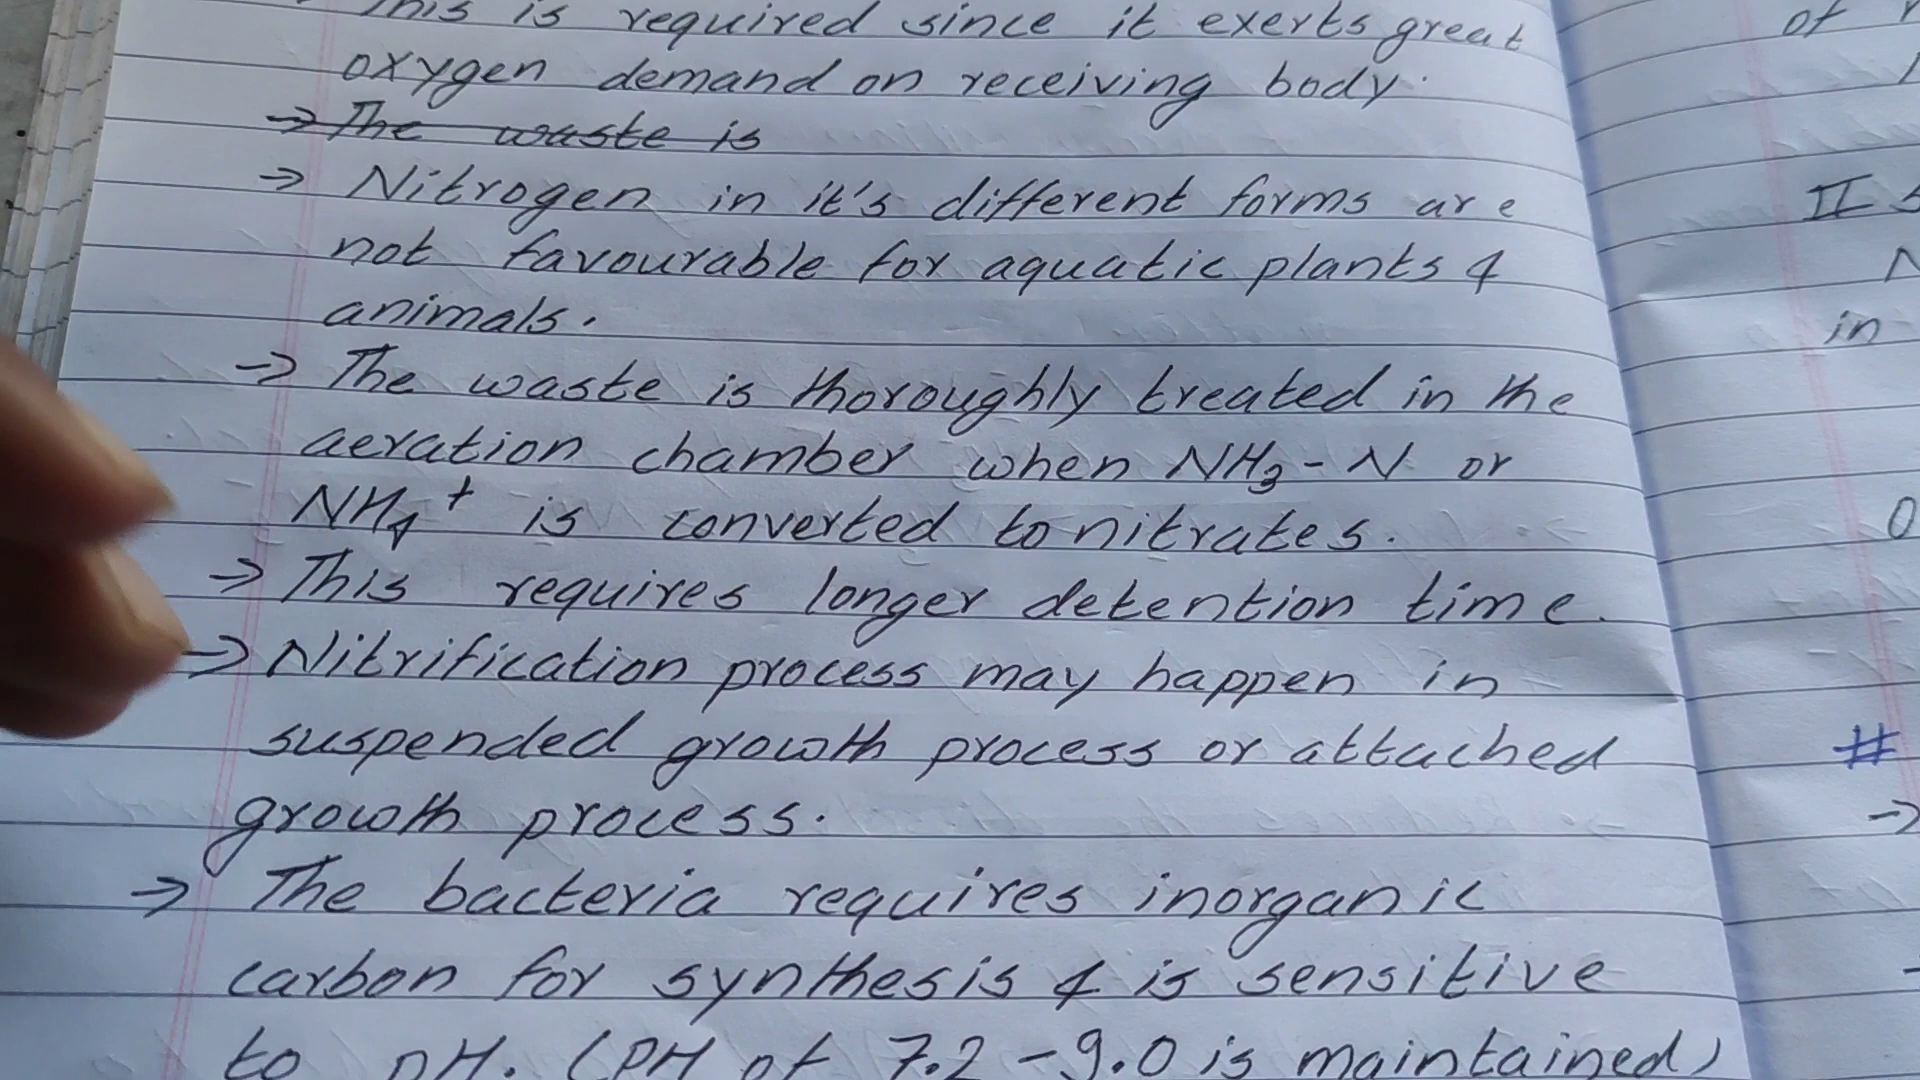 This is required since it exerts great
oxygen demand on receiving body.
→ The waste is
→ Nitrogen in it's different forms are
not favourable for aquatic plants &
animals.
→ The waste is thoroughly treated in the
aeration chamber when NH₃-N or
NH₄⁺ is converted to nitrates.
→ This requires longer detention time.
→ Nitrification process may happen in
suspended growth process or attached
growth process.
→ The bacteria requires inorganic
carbon for synthesis & is sensitive
to pH. (PH of 7.2 - 9.0 is maintained)
of
II
in
#
→